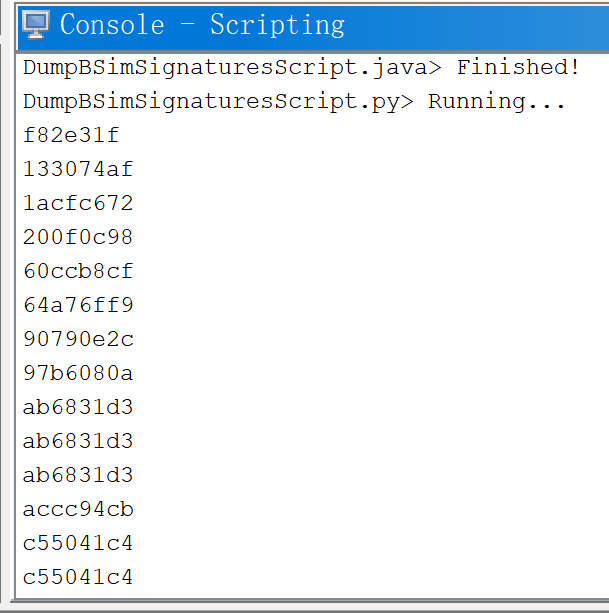 Console - Scripting
DumpBSimSignaturesScript.java> Finished!
DumpBSimSignaturesScript.py> Running...
f82e31f
133074af
1acfc672
200f0c98
60ccb8cf
64a76ff9
90790e2c
97b6080a
ab6831d3
ab6831d3
ab6831d3
accc94cb
c55041c4
c55041c4